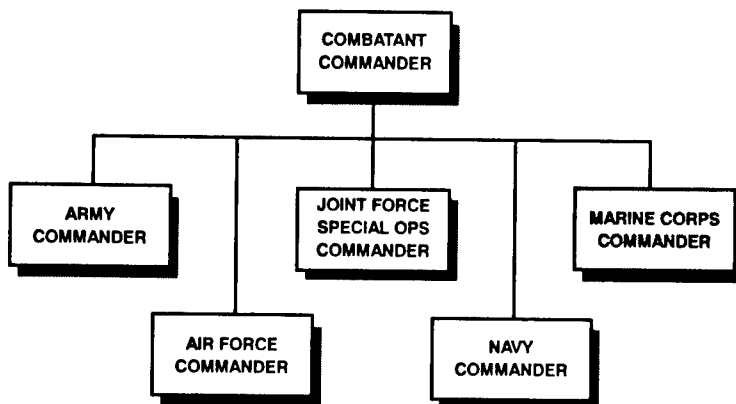 COMBATANT
COMMANDER
ARMY
COMMANDER
JOINT FORCE
SPECIAL OPS
COMMANDER
MARINE CORPS
COMMANDER
AIR FORCE
COMMANDER
NAVY
COMMANDER